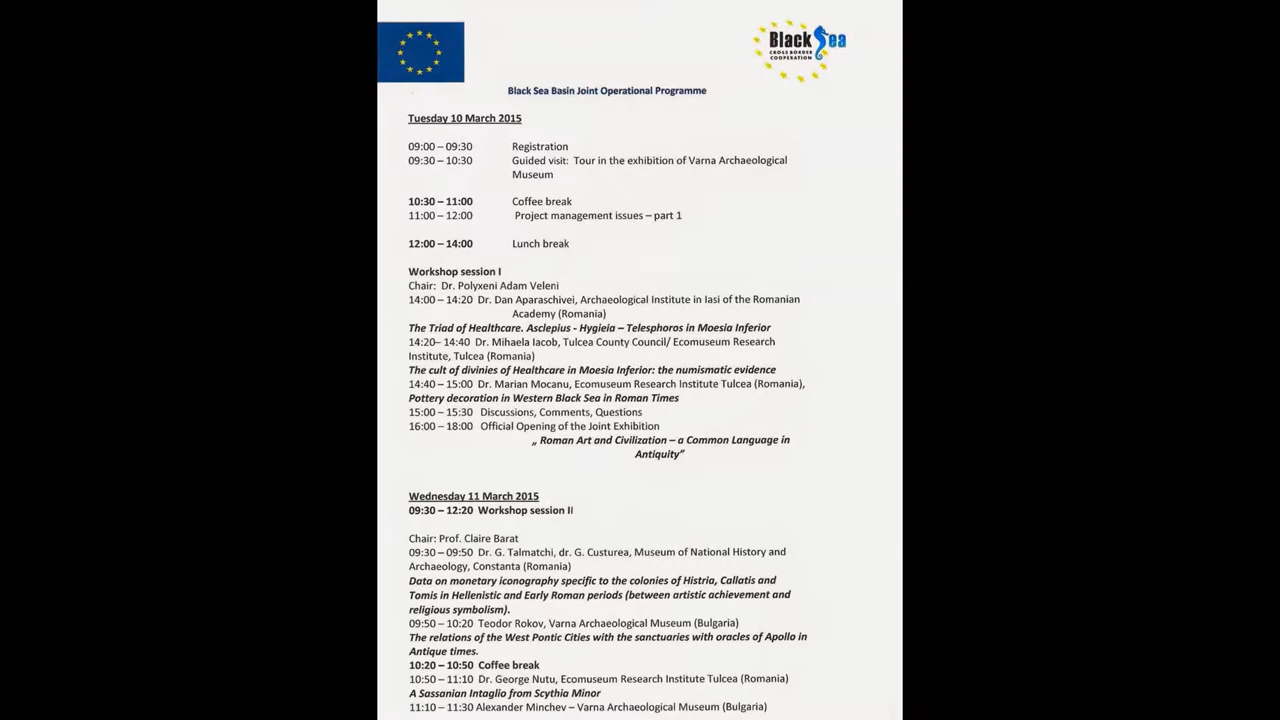 Black Sea
CROSS BORDER
COOPERATION
Black Sea Basin Joint Operational Programme
Tuesday 10 March 2015
09:00 – 09:30 Registration
09:30 – 10:30 Guided visit: Tour in the exhibition of Varna Archaeological
Museum
10:30 – 11:00 Coffee break
11:00 – 12:00 Project management issues – part 1
12:00 – 14:00 Lunch break
Workshop session I
Chair: Dr. Polyxeni Adam Veleni
14:00 – 14:20 Dr. Dan Aparaschivei, Archaeological Institute in Iasi of the Romanian
Academy (Romania)
The Triad of Healthcare. Asclepius - Hygieia – Telesphoros in Moesia Inferior
14:20– 14:40 Dr. Mihaela Iacob, Tulcea County Council/ Ecomuseum Research
Institute, Tulcea (Romania)
The cult of divinies of Healthcare in Moesia Inferior: the numismatic evidence
14:40 – 15:00 Dr. Marian Mocanu, Ecomuseum Research Institute Tulcea (Romania),
Pottery decoration in Western Black Sea in Roman Times
15:00 – 15:30 Discussions, Comments, Questions
16:00 – 18:00 Official Opening of the Joint Exhibition
„ Roman Art and Civilization – a Common Language in
Antiquity”
Wednesday 11 March 2015
09:30 – 12:20 Workshop session II
Chair: Prof. Claire Barat
09:30 – 09:50 Dr. G. Talmatchi, dr. G. Custurea, Museum of National History and
Archaeology, Constanta (Romania)
Data on monetary iconography specific to the colonies of Histria, Callatis and
Tomis in Hellenistic and Early Roman periods (between artistic achievement and
religious symbolism).
09:50 – 10:20 Teodor Rokov, Varna Archaeological Museum (Bulgaria)
The relations of the West Pontic Cities with the sanctuaries with oracles of Apollo in
Antique times.
10:20 – 10:50 Coffee break
10:50 – 11:10 Dr. George Nutu, Ecomuseum Research Institute Tulcea (Romania)
A Sassanian Intaglio from Scythia Minor
11:10 – 11:30 Alexander Minchev – Varna Archaeological Museum (Bulgaria)